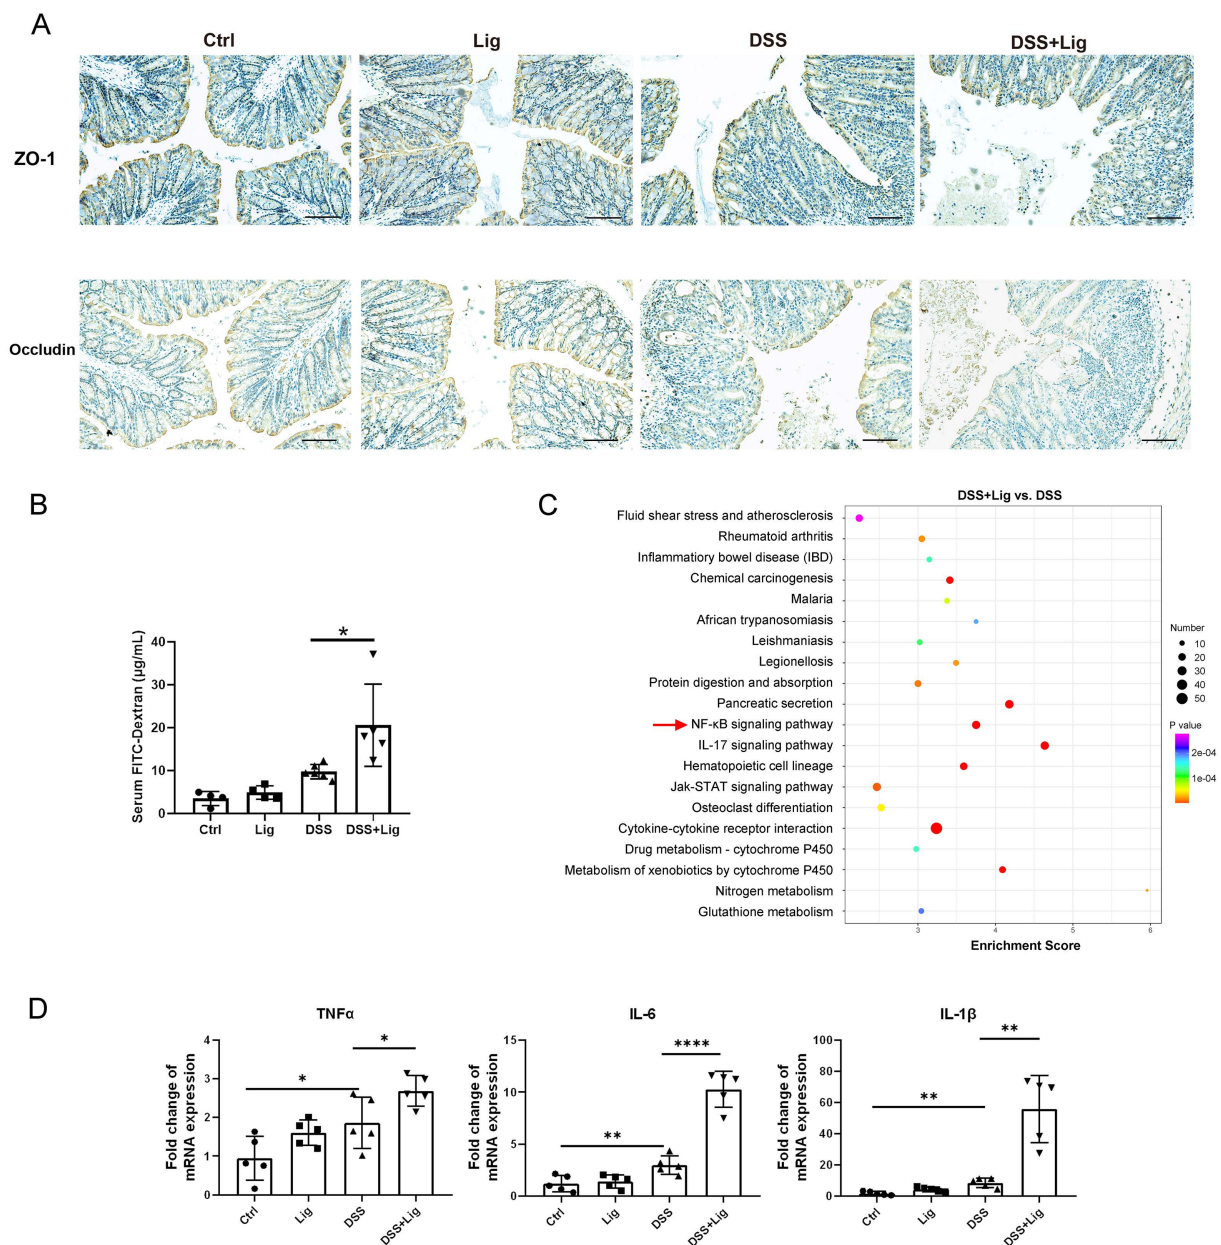 A
Ctrl Lig DSS DSS+Lig
ZO-1
Occludin
B
Serum FITC-Dextran (μg/mL)
40
30
20
10
0
*
Ctrl Lig DSS DSS+Lig
C
DSS+Lig vs. DSS
Fluid shear stress and atherosclerosis
Rheumatoid arthritis
Inflammatory bowel disease (IBD)
Chemical carcinogenesis
Malaria
African trypanosomiasis
Leishmaniasis
Legionellosis
Protein digestion and absorption
Pancreatic secretion
NF-κB signaling pathway
IL-17 signaling pathway
Hematopoietic cell lineage
Jak-STAT signaling pathway
Osteoclast differentiation
Cytokine-cytokine receptor interaction
Drug metabolism - cytochrome P450
Metabolism of xenobiotics by cytochrome P450
Nitrogen metabolism
Glutathione metabolism
3 4 5 6
Enrichment Score
Number
10
20
30
40
50
P value
2e-04
1e-04
D
TNFα
Fold change of
mRNA expression
4
3
2
1
0
*
*
Ctrl Lig DSS DSS+Lig
IL-6
Fold change of
mRNA expression
15
10
5
0
****
**
Ctrl Lig DSS DSS+Lig
IL-1β
Fold change of
mRNA expression
100
80
60
40
20
0
**
**
Ctrl Lig DSS DSS+Lig